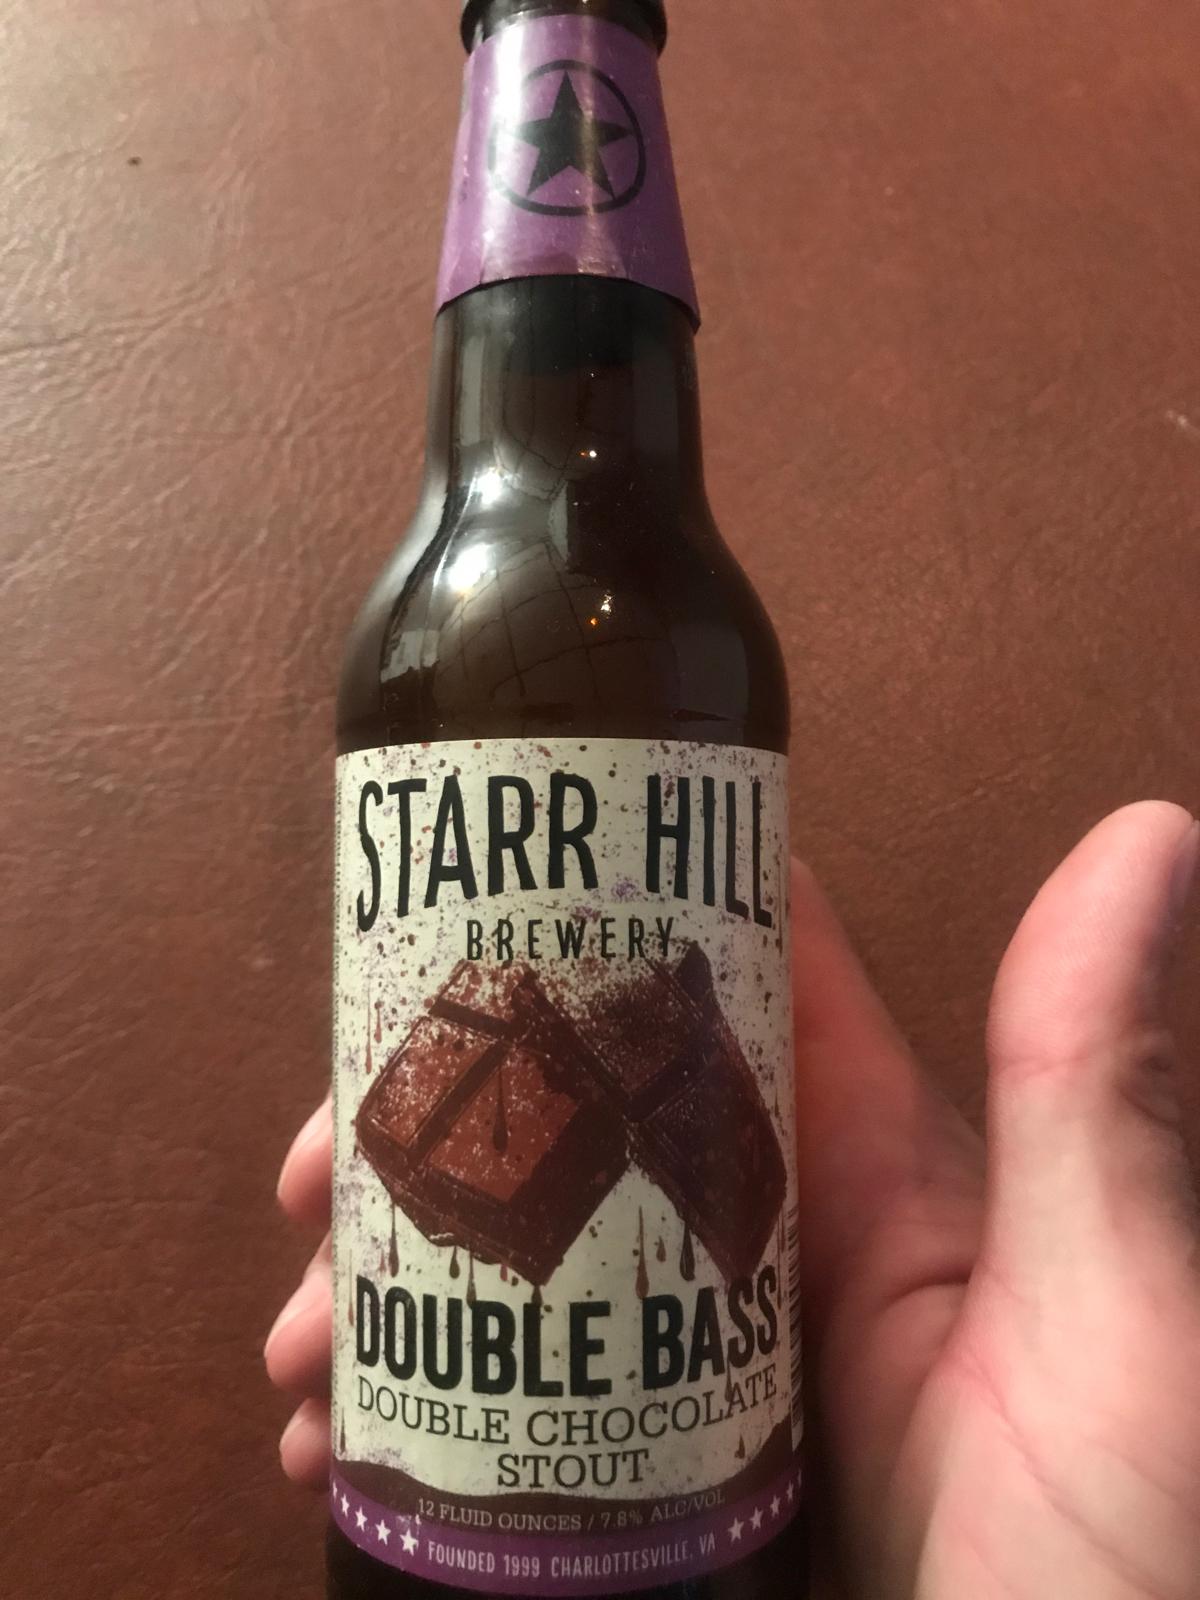 STARR HILL
BREWERY
DOUBLE BASS
DOUBLE CHOCOLATE
STOUT
12 FLUID OUNCES / 7.8% ALC/VOL
FOUNDED 1999 CHARLOTTESVILLE, VA